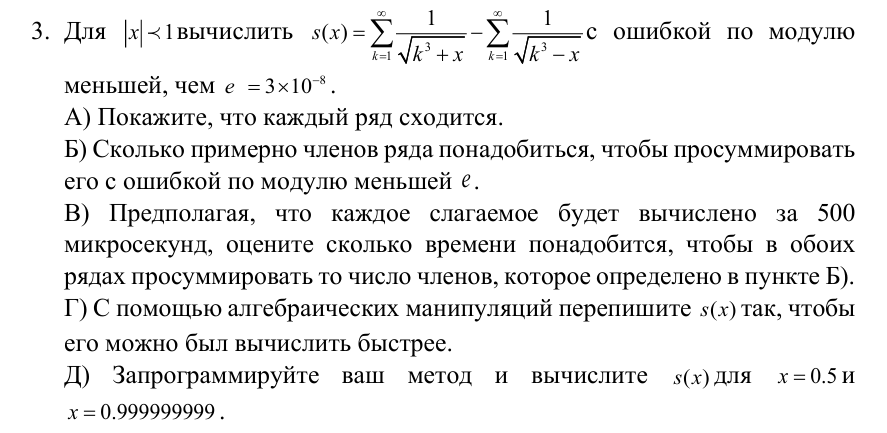 3. Для |x| ≺ 1 вычислить s(x) = \sum_{k=1}^{\infty} \frac{1}{\sqrt{k^3 + x}} − \sum_{k=1}^{\infty} \frac{1}{\sqrt{k^3 − x}} с ошибкой по модулю
меньшей, чем e = 3×10^{−8}.
А) Покажите, что каждый ряд сходится.
Б) Сколько примерно членов ряда понадобиться, чтобы просуммировать
его с ошибкой по модулю меньшей e.
В) Предполагая, что каждое слагаемое будет вычислено за 500
микросекунд, оцените сколько времени понадобится, чтобы в обоих
рядах просуммировать то число членов, которое определено в пункте Б).
Г) С помощью алгебраических манипуляций перепишите s(x) так, чтобы
его можно был вычислить быстрее.
Д) Запрограммируйте ваш метод и вычислите s(x) для x = 0.5 и
x = 0.999999999.